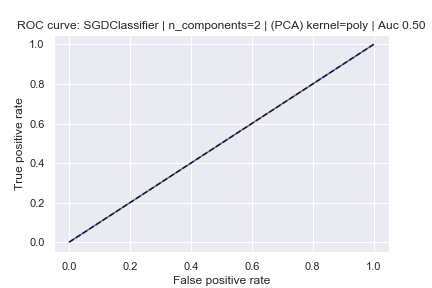 ROC curve: SGDClassifier | n_components=2 | (PCA) kernel=poly | Auc 0.50
1.0
0.8
0.6
0.4
0.2
0.0
True positive rate
0.0 0.2 0.4 0.6 0.8 1.0
False positive rate